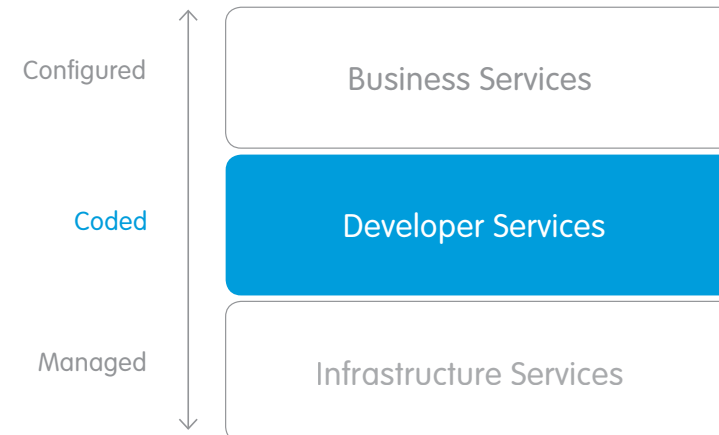 Configured
Business Services
Coded
Developer Services
Managed
Infrastructure Services